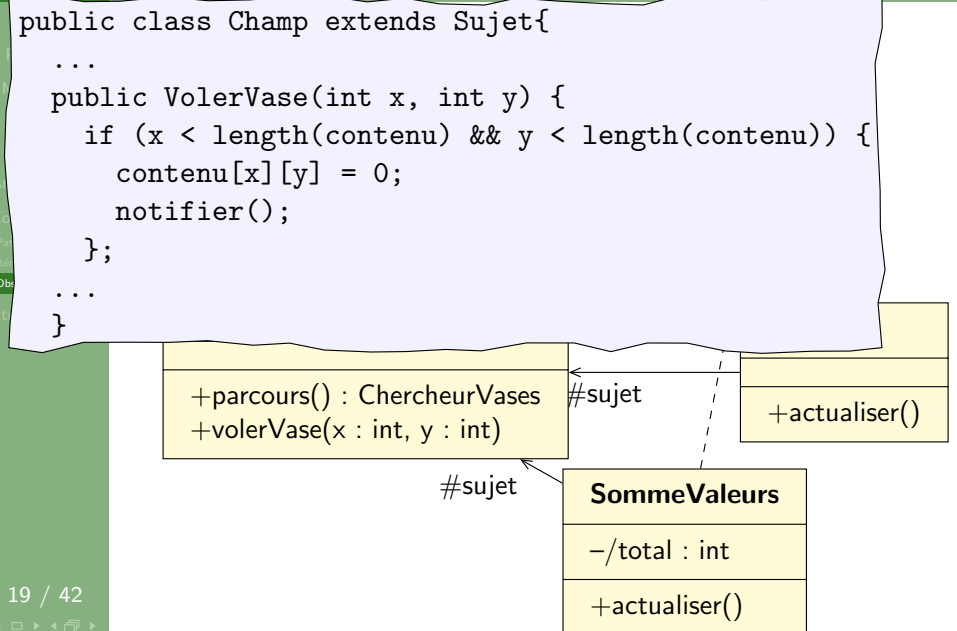 public class Champ extends Sujet{
...
public VolerVase(int x, int y) {
if (x < length(contenu) && y < length(contenu)) {
contenu[x][y] = 0;
notifier();
};
...
}
+parcours() : ChercheurVases
+volerVase(x : int, y : int)
#sujet
+actualiser()
#sujet
SommeValeurs
–/total : int
+actualiser()
19 / 42